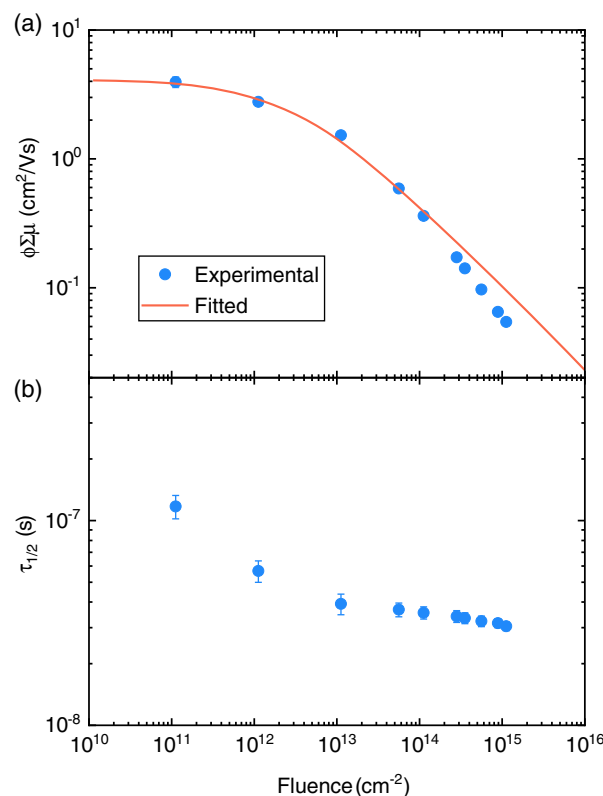 (a)
10¹
10⁰
10⁻¹
ϕΣμ (cm²/Vs)
Experimental
Fitted
(b)
10⁻⁷
10⁻⁸
τ₁/₂ (s)
10¹⁰ 10¹¹ 10¹² 10¹³ 10¹⁴ 10¹⁵ 10¹⁶
Fluence (cm⁻²)